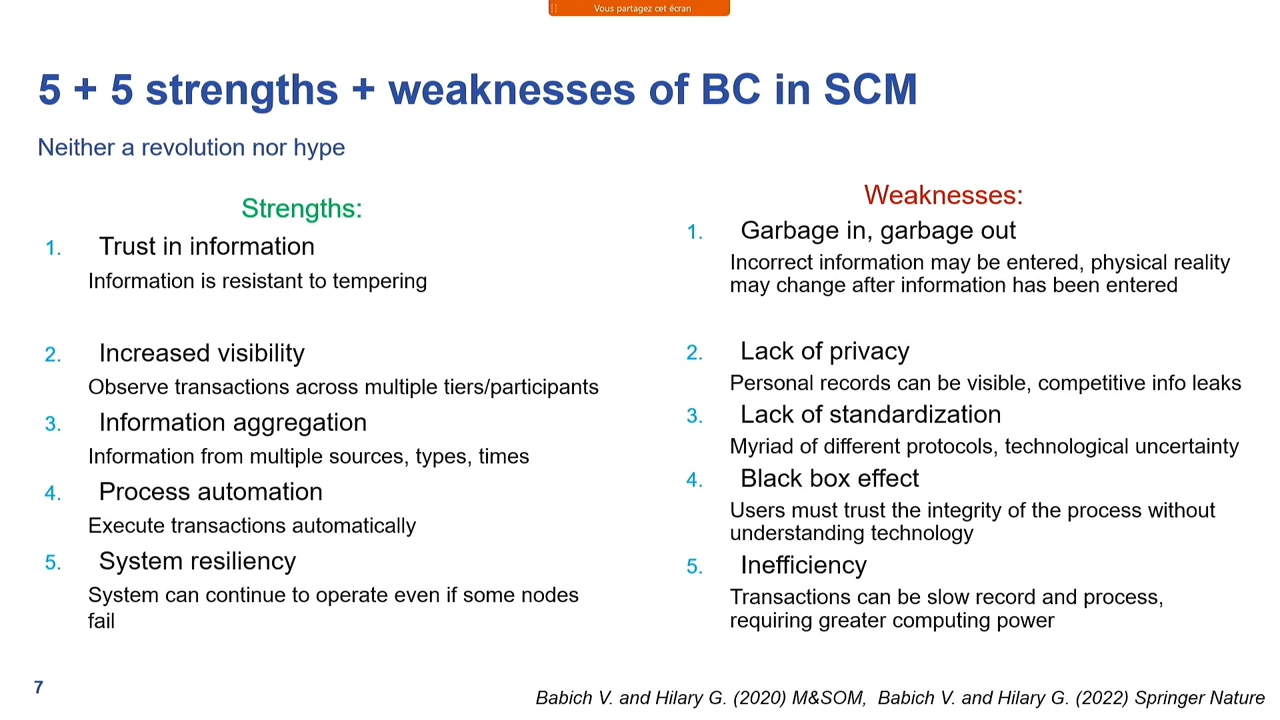 Vous partagez cet écran
5 + 5 strengths + weaknesses of BC in SCM
Neither a revolution nor hype
Strengths:
1. Trust in information
Information is resistant to tempering
2. Increased visibility
Observe transactions across multiple tiers/participants
3. Information aggregation
Information from multiple sources, types, times
4. Process automation
Execute transactions automatically
5. System resiliency
System can continue to operate even if some nodes
fail
Weaknesses:
1. Garbage in, garbage out
Incorrect information may be entered, physical reality
may change after information has been entered
2. Lack of privacy
Personal records can be visible, competitive info leaks
3. Lack of standardization
Myriad of different protocols, technological uncertainty
4. Black box effect
Users must trust the integrity of the process without
understanding technology
5. Inefficiency
Transactions can be slow record and process,
requiring greater computing power
7
Babich V. and Hilary G. (2020) M&SOM, Babich V. and Hilary G. (2022) Springer Nature